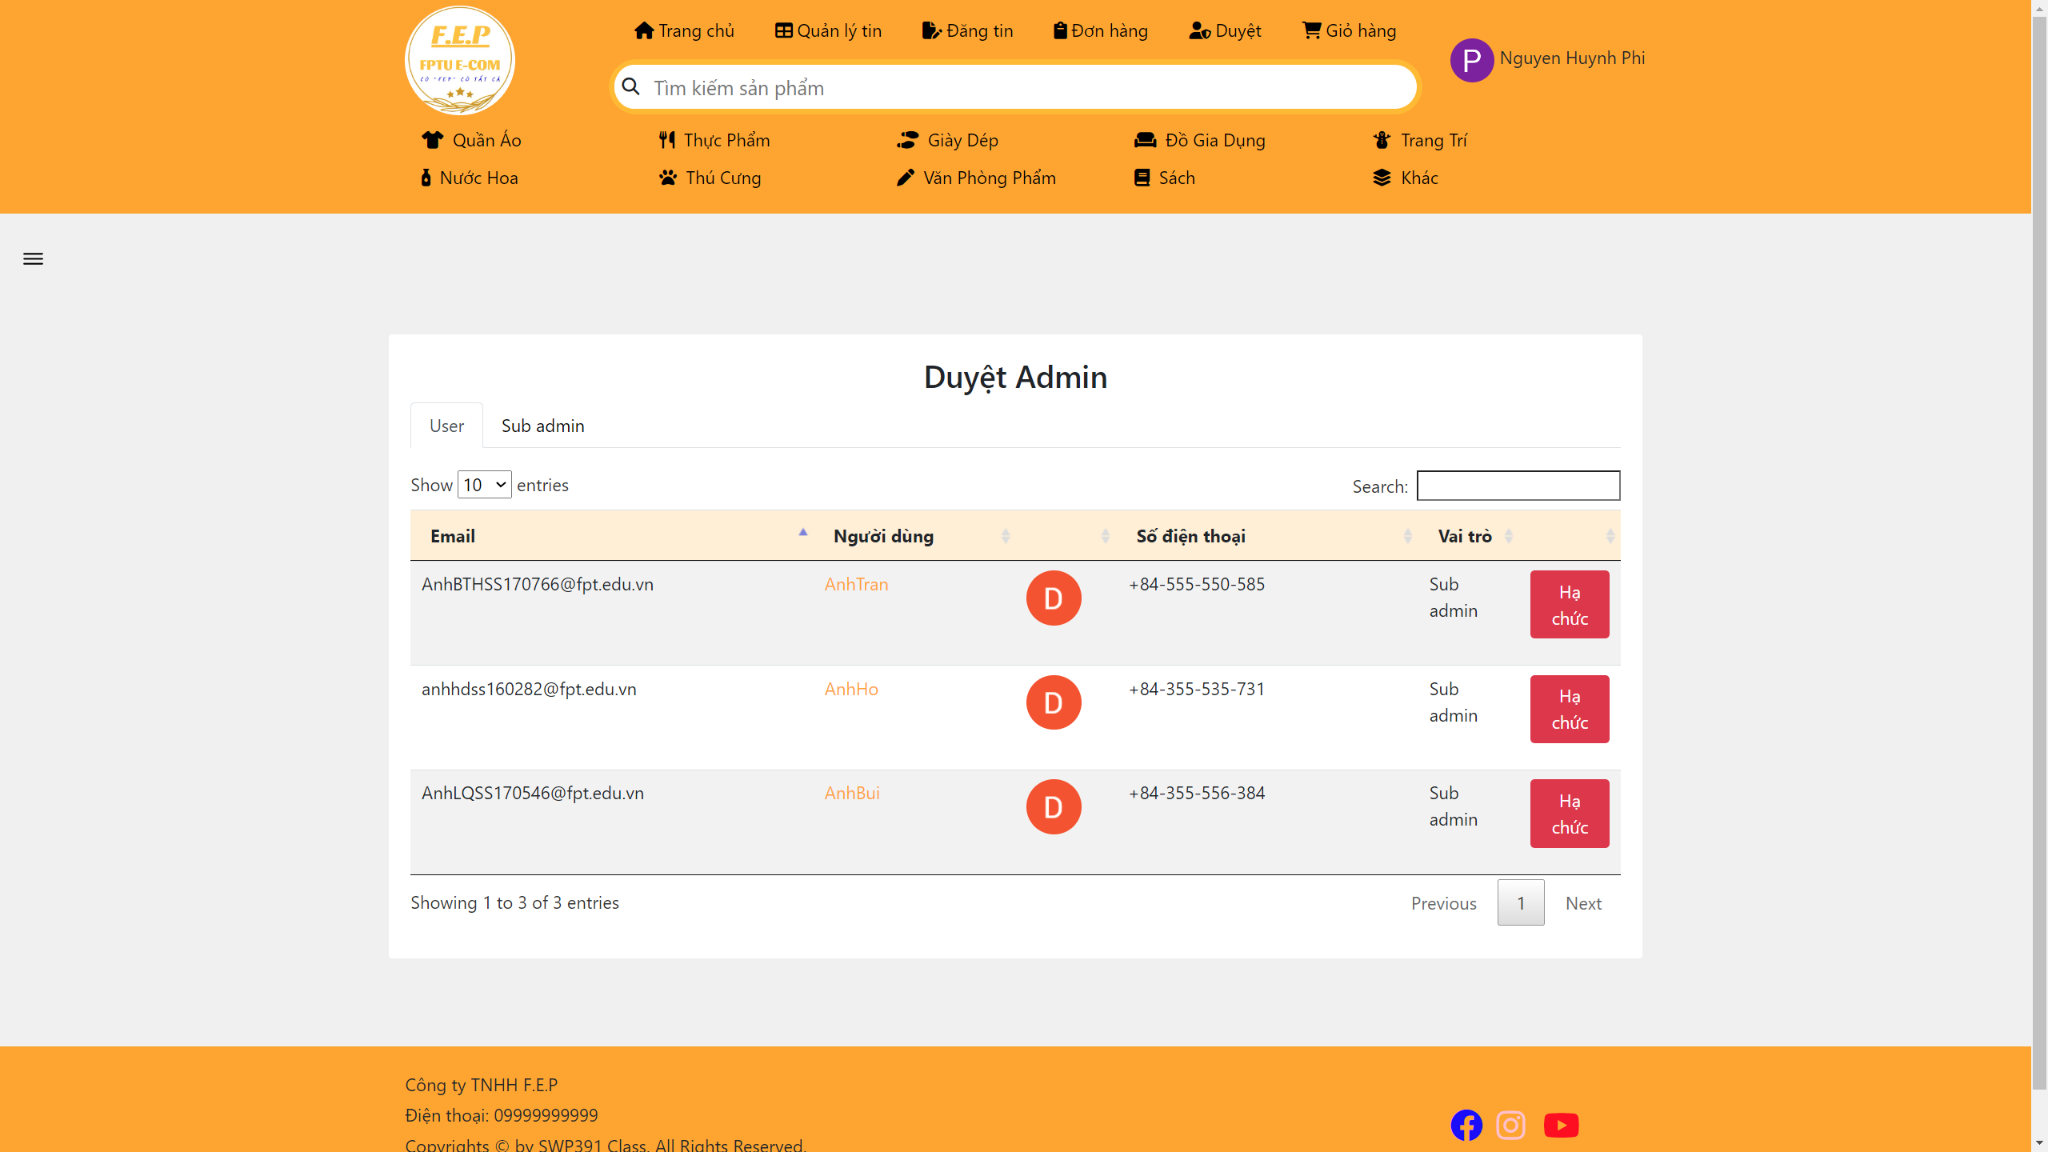 F.E.P
FPTU E-COM
CÓ "FEP" CÓ TẤT CẢ
Trang chủ
Quản lý tin
Đăng tin
Đơn hàng
Duyệt
Giỏ hàng
Tìm kiếm sản phẩm
P
Nguyen Huynh Phi
Quần Áo
Thực Phẩm
Giày Dép
Đồ Gia Dụng
Trang Trí
Nước Hoa
Thú Cưng
Văn Phòng Phẩm
Sách
Khác
Duyệt Admin
User
Sub admin
Show 10 entries
Search:
Email
Người dùng
Số điện thoại
Vai trò
AnhBTHSS170766@fpt.edu.vn
AnhTran
D
+84-555-550-585
Sub
admin
Hạ
chức
anhhdss160282@fpt.edu.vn
AnhHo
D
+84-355-535-731
Sub
admin
Hạ
chức
AnhLQSS170546@fpt.edu.vn
AnhBui
D
+84-355-556-384
Sub
admin
Hạ
chức
Showing 1 to 3 of 3 entries
Previous
1
Next
Công ty TNHH F.E.P
Điện thoại: 09999999999
Copyrights © by SWP391 Class. All Rights Reserved.